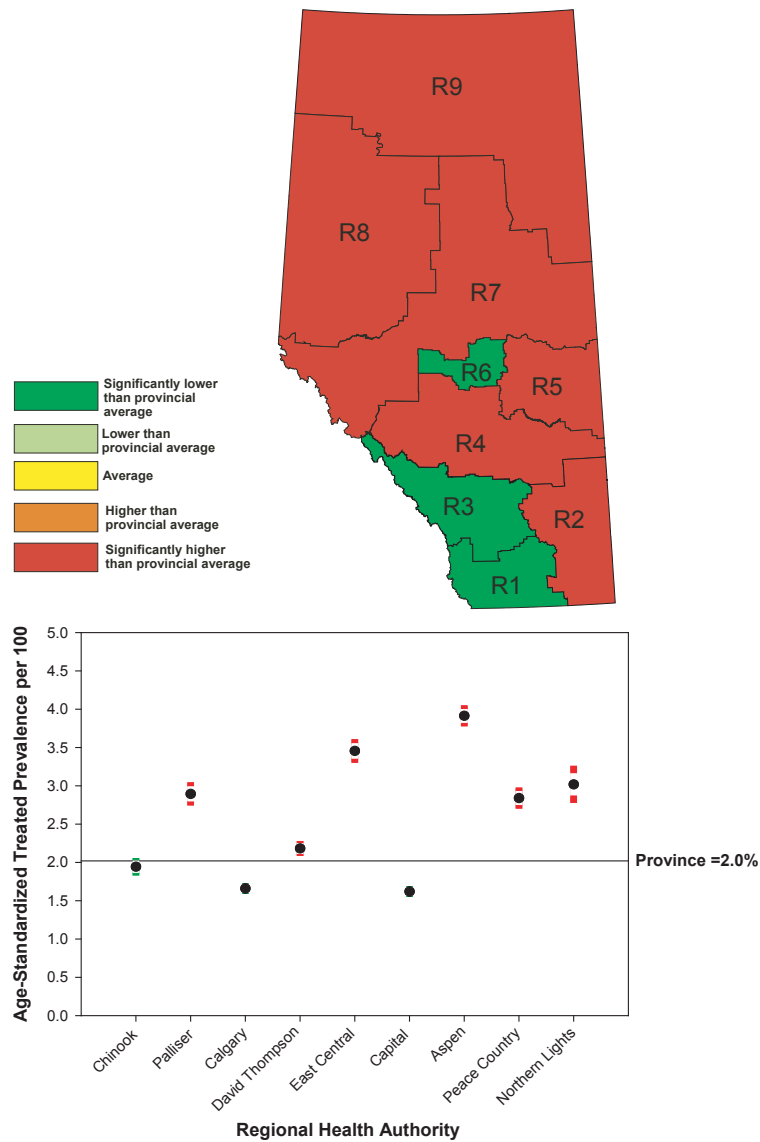 R9
R8
R7
R6
R5
R4
R3
R2
R1
Significantly lower
than provincial
average
Lower than
provincial average
Average
Higher than
provincial average
Significantly higher
than provincial average
Age-Standardized Treated Prevalence per 100
5.0
4.5
4.0
3.5
3.0
2.5
2.0
1.5
1.0
0.5
0.0
Province =2.0%
Chinook
Palliser
Calgary
David Thompson
East Central
Capital
Aspen
Peace Country
Northern Lights
Regional Health Authority